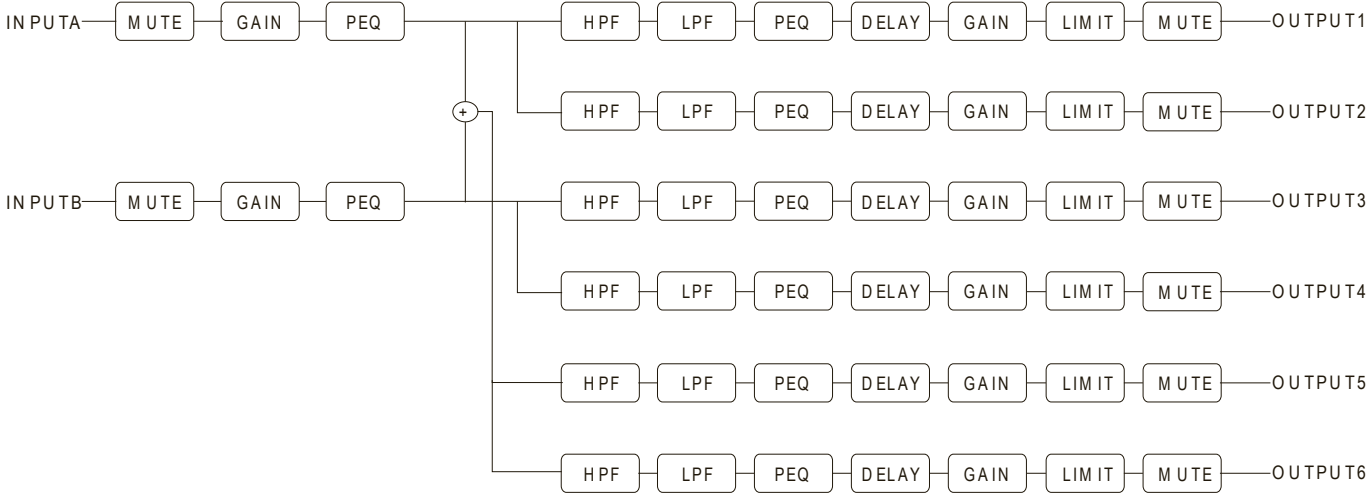 INPUTA MUTE GAIN PEQ HPF LPF PEQ DELAY GAIN LIMIT MUTE OUTPUT1
+ HPF LPF PEQ DELAY GAIN LIMIT MUTE OUTPUT2
INPUTB MUTE GAIN PEQ HPF LPF PEQ DELAY GAIN LIMIT MUTE OUTPUT3
HPF LPF PEQ DELAY GAIN LIMIT MUTE OUTPUT4
HPF LPF PEQ DELAY GAIN LIMIT MUTE OUTPUT5
HPF LPF PEQ DELAY GAIN LIMIT MUTE OUTPUT6